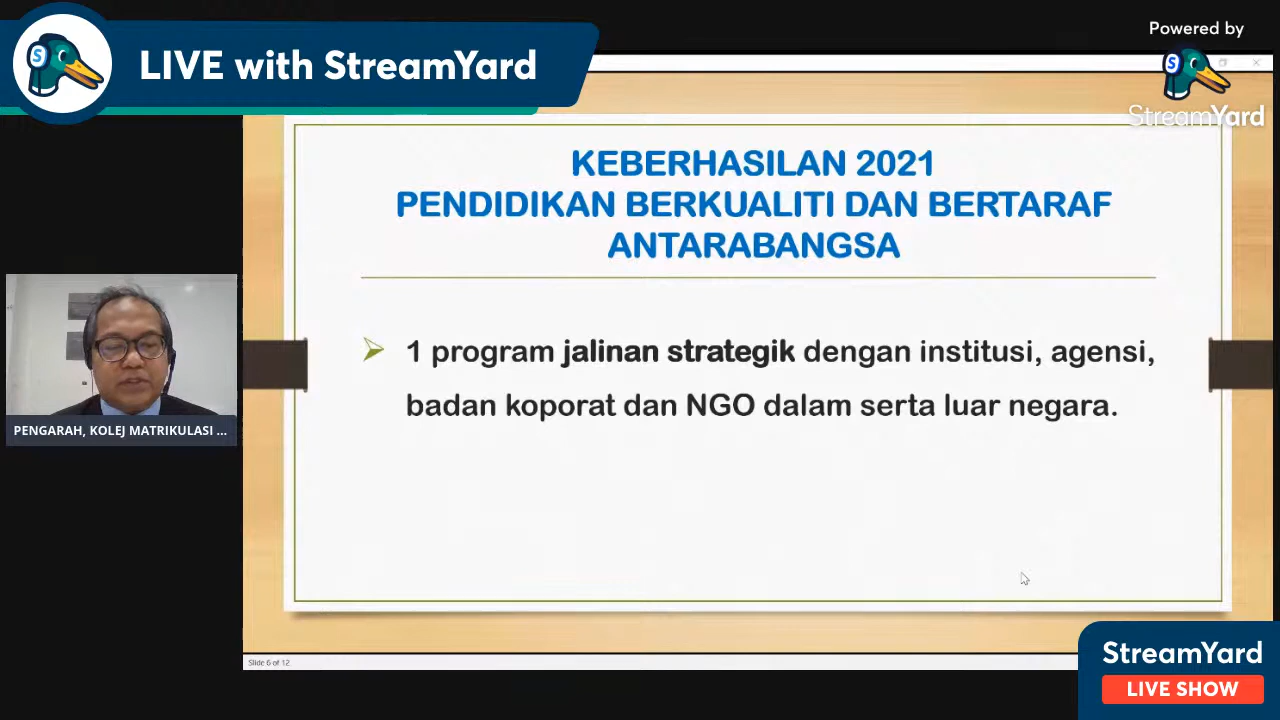 LIVE with StreamYard
Powered by
StreamYard
KEBERHASILAN 2021
PENDIDIKAN BERKUALITI DAN BERTARAF
ANTARABANGSA
1 program jalinan strategik dengan institusi, agensi,
badan koporat dan NGO dalam serta luar negara.
PENGARAH, KOLEJ MATRIKULASI ...
Slide 6 of 12
StreamYard
LIVE SHOW